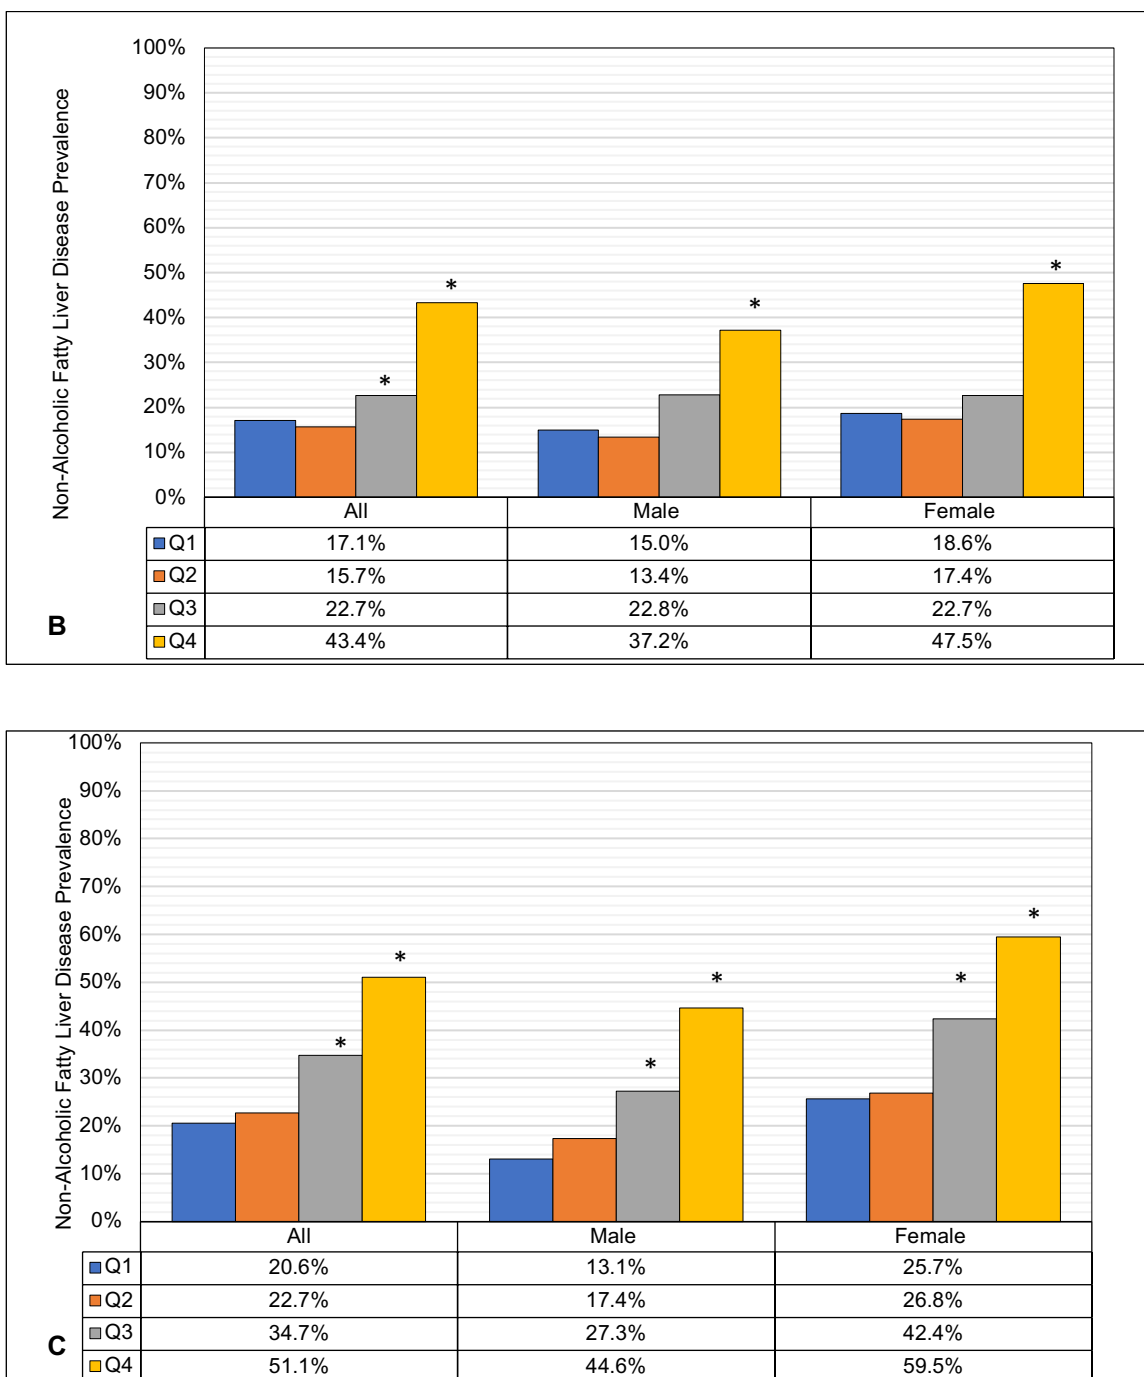 100%
90%
80%
70%
60%
50%
40%
30%
20%
10%
0%
Non-Alcoholic Fatty Liver Disease Prevalence
* * * *
All Male Female
Q1 17.1% 15.0% 18.6%
Q2 15.7% 13.4% 17.4%
Q3 22.7% 22.8% 22.7%
Q4 43.4% 37.2% 47.5%
B
100%
90%
80%
70%
60%
50%
40%
30%
20%
10%
0%
Non-Alcoholic Fatty Liver Disease Prevalence
* * * * * *
All Male Female
Q1 20.6% 13.1% 25.7%
Q2 22.7% 17.4% 26.8%
Q3 34.7% 27.3% 42.4%
Q4 51.1% 44.6% 59.5%
C